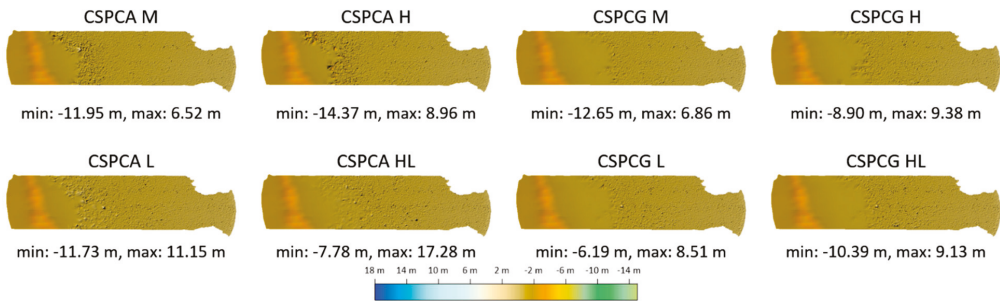 CSPCA M CSPCA H CSPCG M CSPCG H
min: -11.95 m, max: 6.52 m min: -14.37 m, max: 8.96 m min: -12.65 m, max: 6.86 m min: -8.90 m, max: 9.38 m
CSPCA L CSPCA HL CSPCG L CSPCG HL
min: -11.73 m, max: 11.15 m min: -7.78 m, max: 17.28 m min: -6.19 m, max: 8.51 m min: -10.39 m, max: 9.13 m
18 m 14 m 10 m 6 m 2 m -2 m -6 m -10 m -14 m